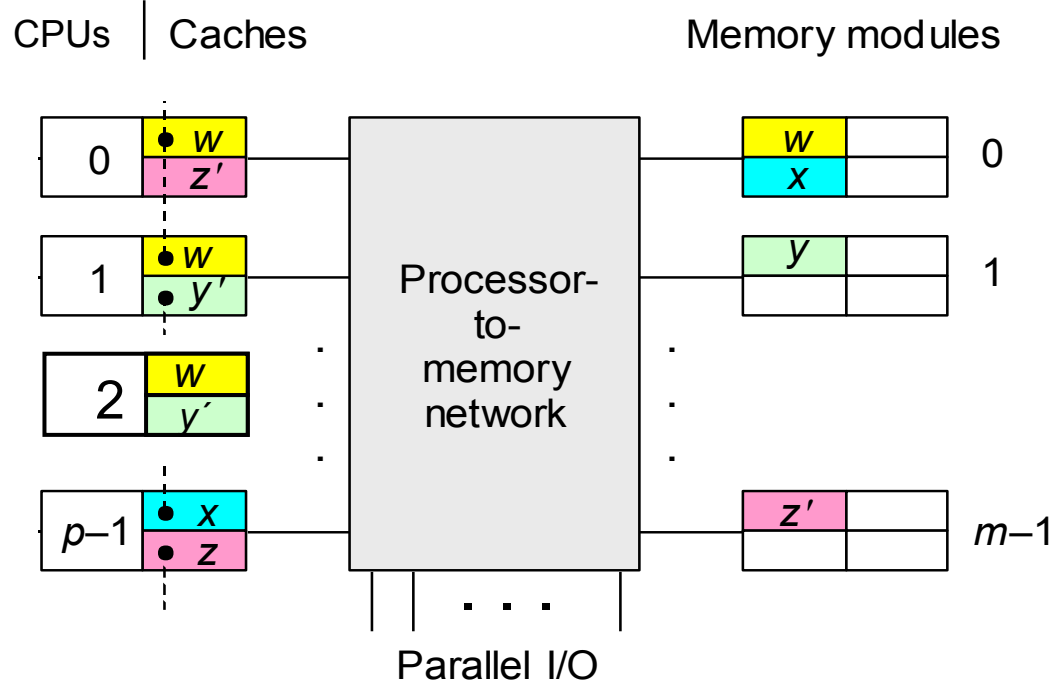 CPUs Caches Memory modules
0 w w 0
z′ x
1 w y 1
y′
Processor-
to-
memory
network
2 w
y´
p–1 x z′ m–1
z
Parallel I/O